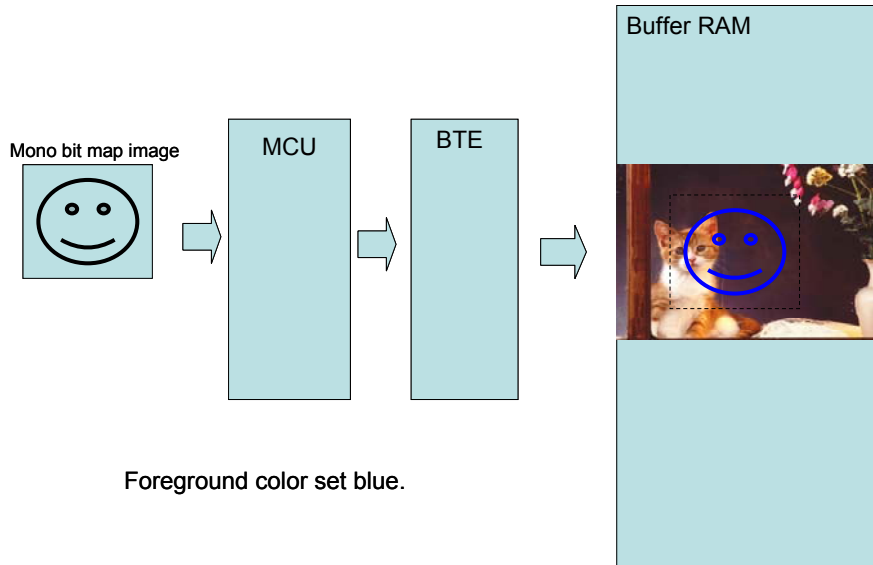 Buffer RAM
Mono bit map image
MCU
BTE
Foreground color set blue.